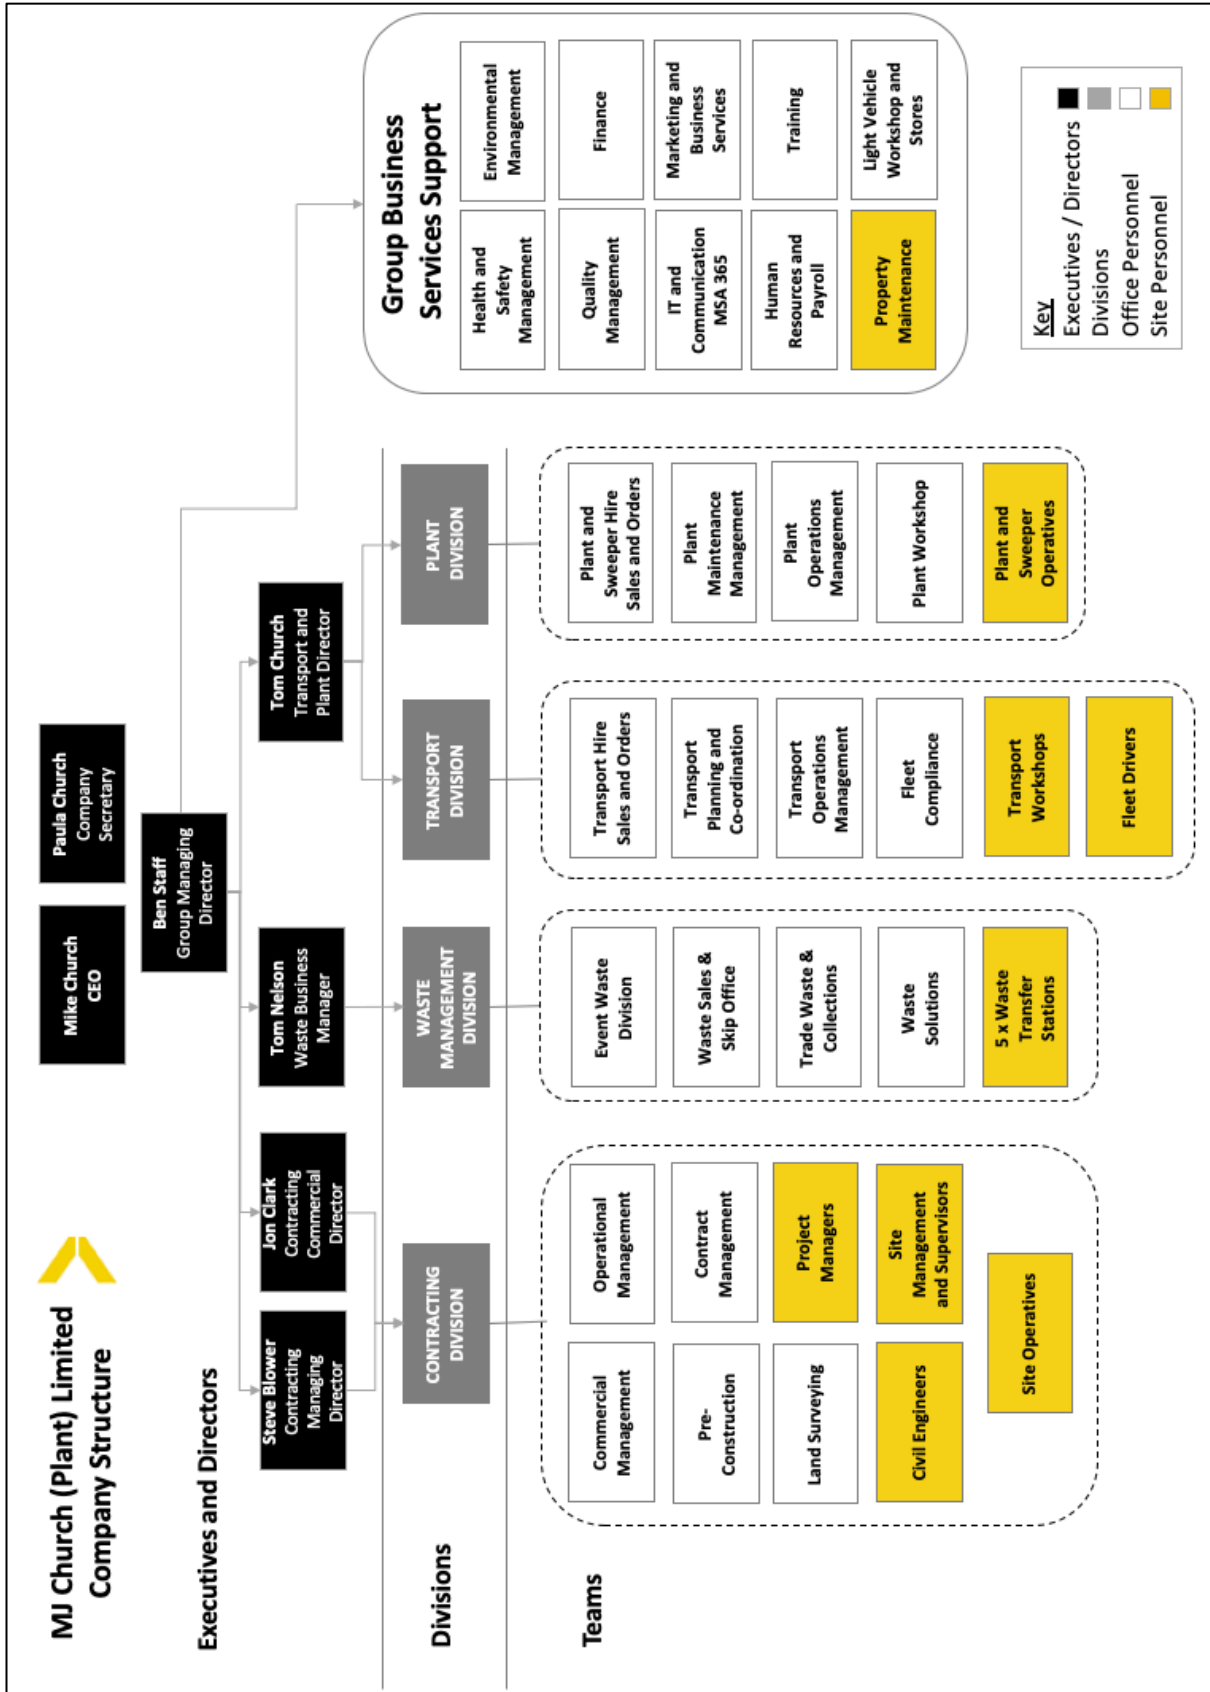 MJ Church (Plant) Limited
Company Structure
Executives and Directors
Mike Church
CEO
Paula Church
Company
Secretary
Ben Staff
Group Managing
Director
Steve Blower
Contracting
Managing
Director
Jon Clark
Contracting
Commercial
Director
Tom Nelson
Waste Business
Manager
Tom Church
Transport and
Plant Director
Divisions
CONTRACTING
DIVISION
WASTE
MANAGEMENT
DIVISION
TRANSPORT
DIVISION
PLANT
DIVISION
Teams
Commercial
Management
Operational
Management
Pre-
Construction
Contract
Management
Land Surveying
Project
Managers
Civil Engineers
Site
Management
and Supervisors
Site Operatives
Event Waste
Division
Waste Sales &
Skip Office
Trade Waste &
Collections
Waste
Solutions
5 x Waste
Transfer
Stations
Transport Hire
Sales and Orders
Transport
Planning and
Co-ordination
Transport
Operations
Management
Fleet
Compliance
Transport
Workshops
Fleet Drivers
Plant and
Sweeper Hire
Sales and Orders
Plant
Maintenance
Management
Plant
Operations
Management
Plant Workshop
Plant and
Sweeper
Operatives
Group Business
Services Support
Health and
Safety
Management
Environmental
Management
Quality
Management
Finance
IT and
Communication
MSA 365
Marketing and
Business
Services
Human
Resources and
Payroll
Training
Property
Maintenance
Light Vehicle
Workshop and
Stores
Key
Executives / Directors
Divisions
Office Personnel
Site Personnel